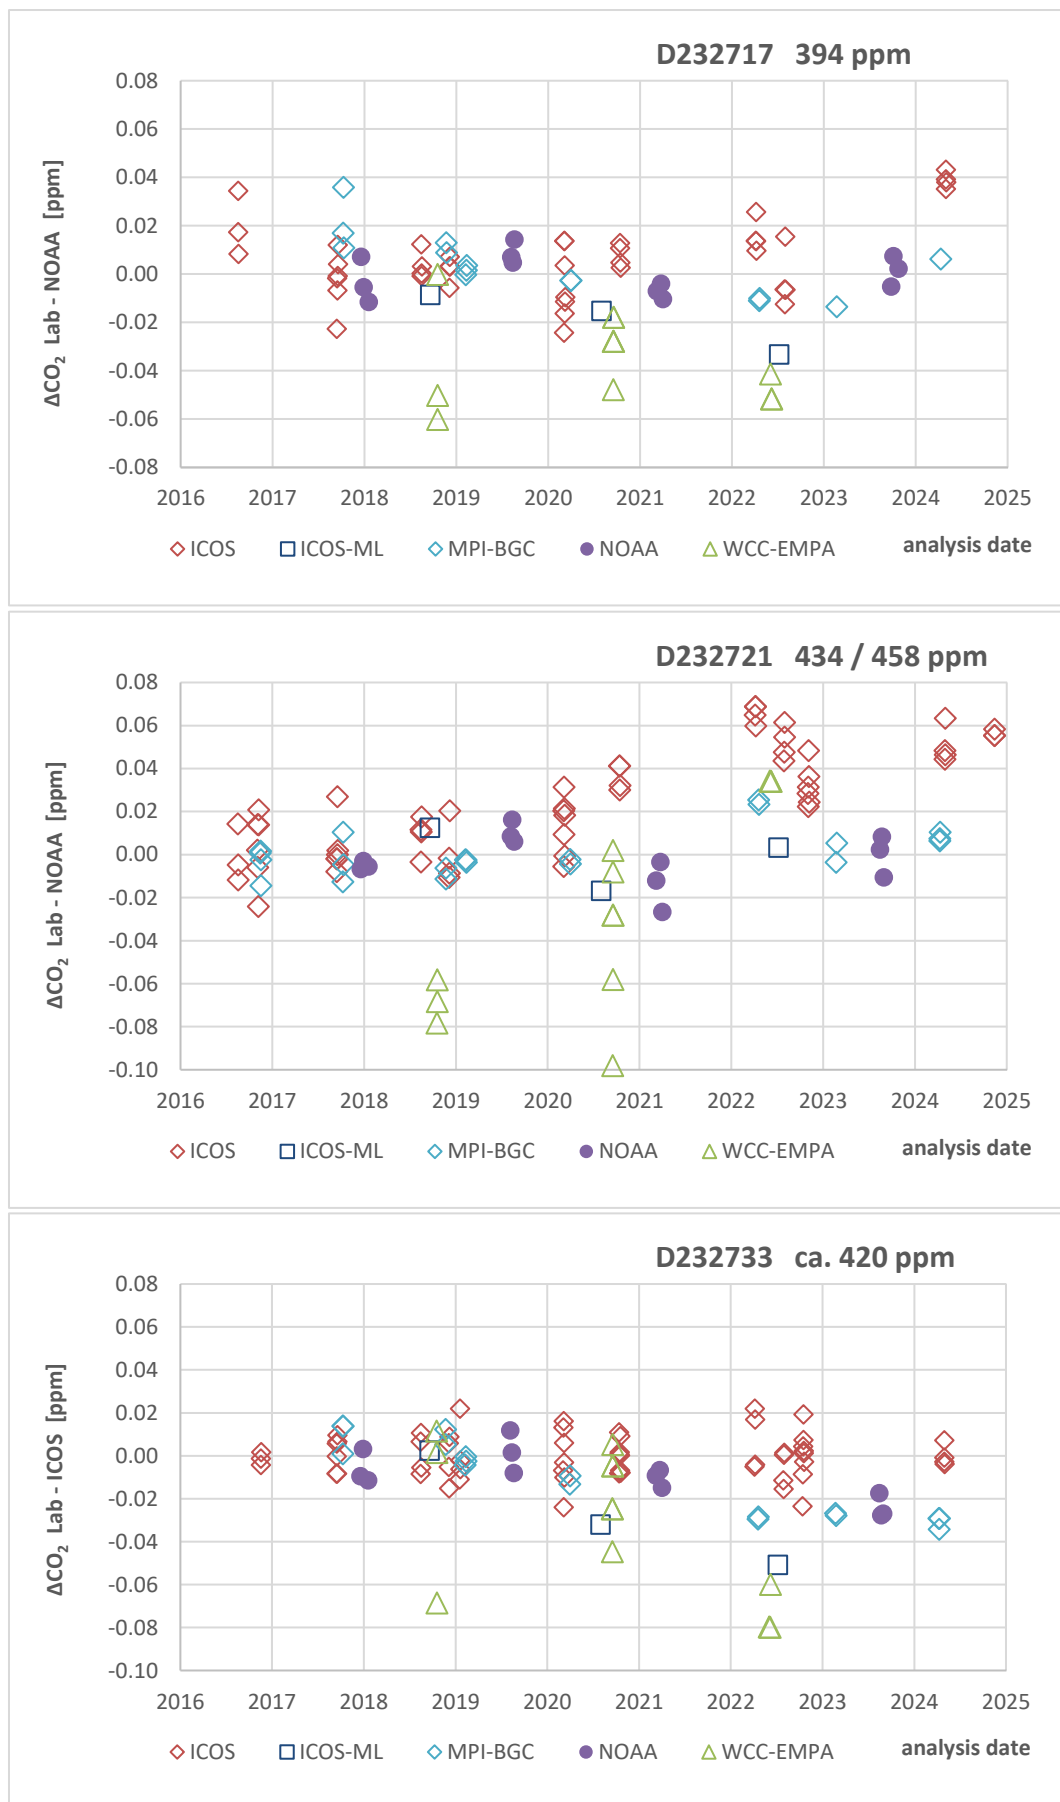 D232717 394 ppm
0.08
0.06
0.04
0.02
0.00
-0.02
-0.04
-0.06
-0.08
ΔCO₂ Lab - NOAA [ppm]
2016 2017 2018 2019 2020 2021 2022 2023 2024 2025
ICOS ICOS-ML MPI-BGC NOAA WCC-EMPA analysis date
D232721 434 / 458 ppm
0.08
0.06
0.04
0.02
0.00
-0.02
-0.04
-0.06
-0.08
-0.10
ΔCO₂ Lab - NOAA [ppm]
2016 2017 2018 2019 2020 2021 2022 2023 2024 2025
ICOS ICOS-ML MPI-BGC NOAA WCC-EMPA analysis date
D232733 ca. 420 ppm
0.08
0.06
0.04
0.02
0.00
-0.02
-0.04
-0.06
-0.08
-0.10
ΔCO₂ Lab - ICOS [ppm]
2016 2017 2018 2019 2020 2021 2022 2023 2024 2025
ICOS ICOS-ML MPI-BGC NOAA WCC-EMPA analysis date